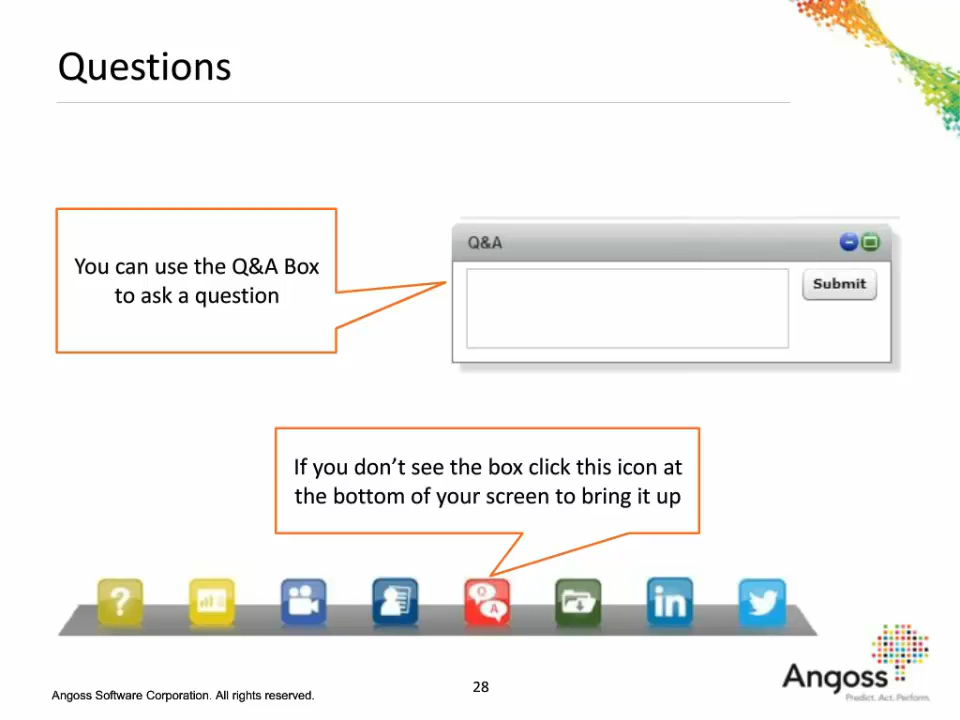 Questions
You can use the Q&A Box
to ask a question
Q&A
Submit
If you don’t see the box click this icon at
the bottom of your screen to bring it up
?
Q
A
in
Angoss
Predict. Act. Perform.
Angoss Software Corporation. All rights reserved.
28